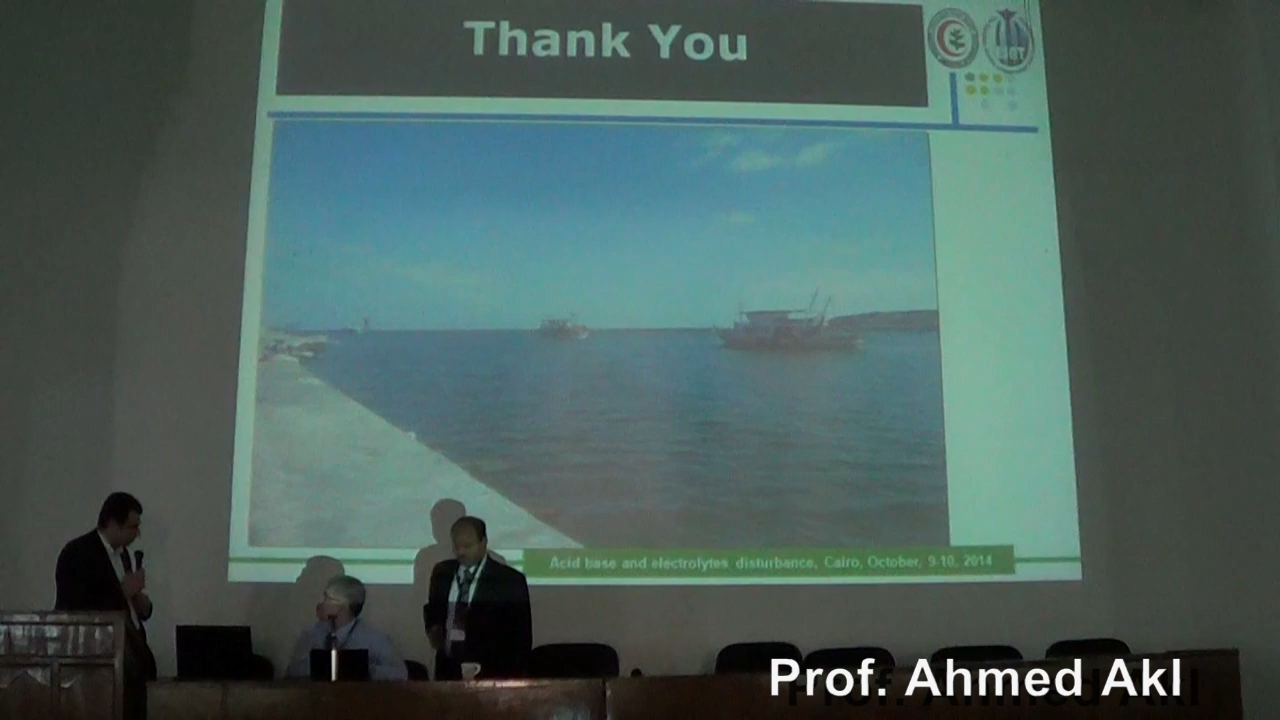 Thank You
Acid base and electrolytes disturbance, Cairo, October, 9-10, 2014
Prof. Ahmed Akl